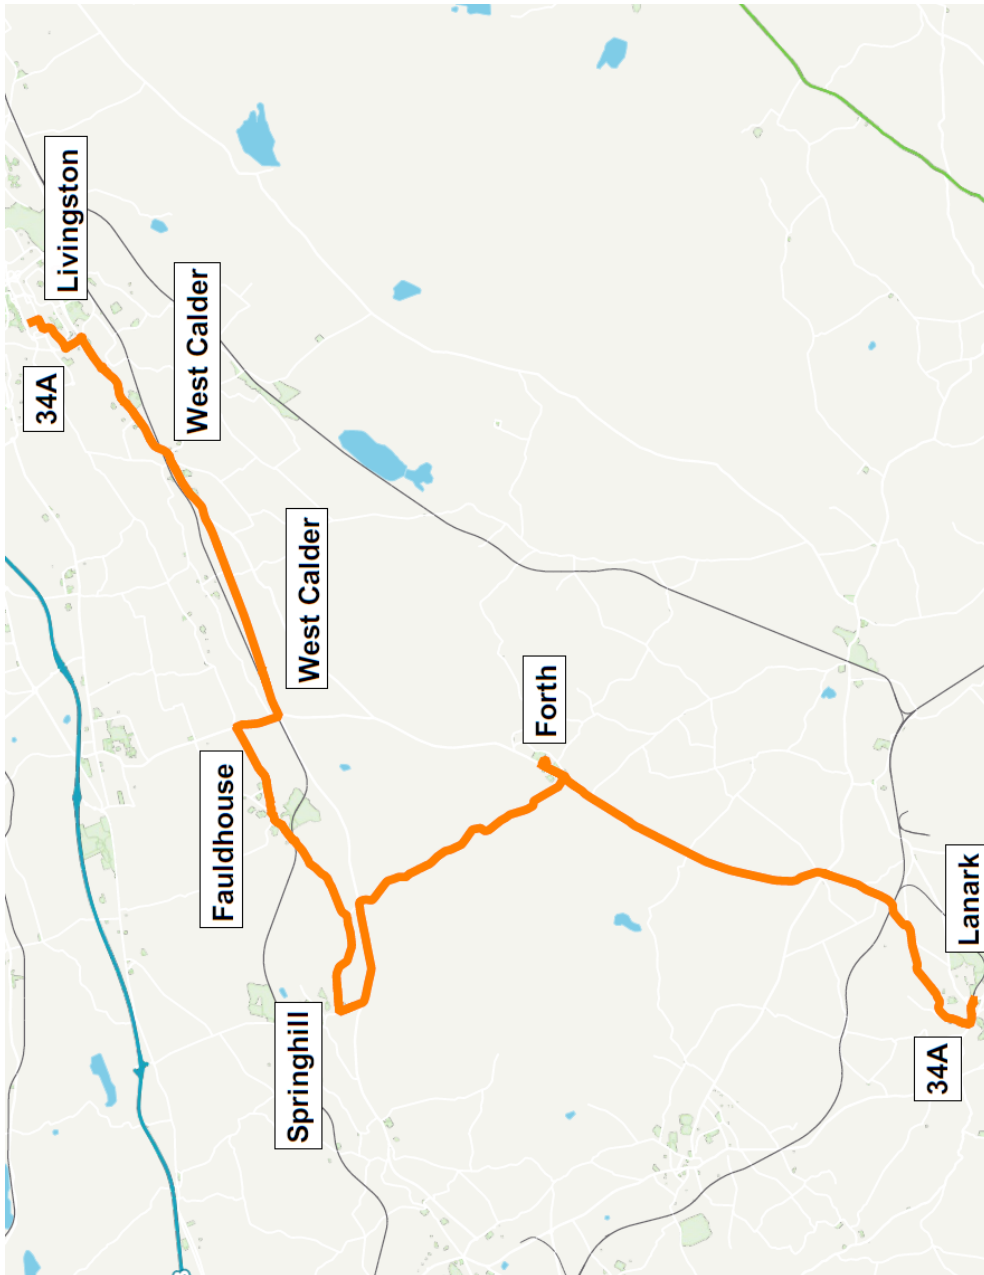 34A
Livingston
West Calder
West Calder
Fauldhouse
Springhill
Forth
Lanark
34A